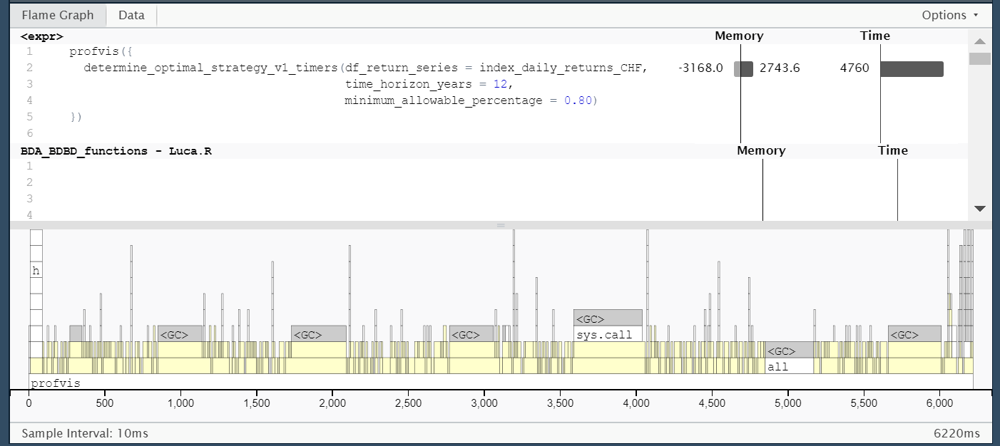 Flame Graph Data Options ▾
<expr> Memory Time
1 profvis({
2 determine_optimal_strategy_v1_timers(df_return_series = index_daily_returns_CHF, -3168.0 2743.6 4760
3 time_horizon_years = 12,
4 minimum_allowable_percentage = 0.80)
5 })
6
BDA_BDBD_functions - Luca.R Memory Time
1
2
3
4
h
<GC>
sys.call
<GC> <GC> <GC> <GC>
<GC>
all
profvis
0 500 1,000 1,500 2,000 2,500 3,000 3,500 4,000 4,500 5,000 5,500 6,000
Sample Interval: 10ms 6220ms